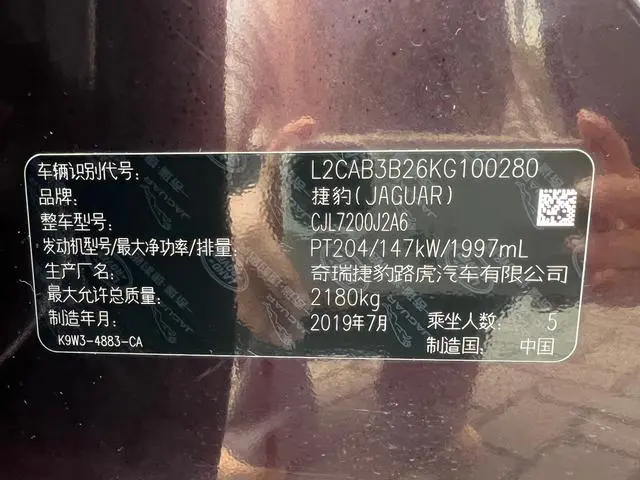 车辆识别代号: L2CAB3B26KG100280
品牌: 捷豹(JAGUAR)
整车型号: CJL7200J2A6
发动机型号/最大净功率/排量: PT204/147kW/1997mL
生产厂名: 奇瑞捷豹路虎汽车有限公司
最大允许总质量: 2180kg
制造年月: 2019年7月 乘坐人数: 5
K9W3-4883-CA 制造国: 中国